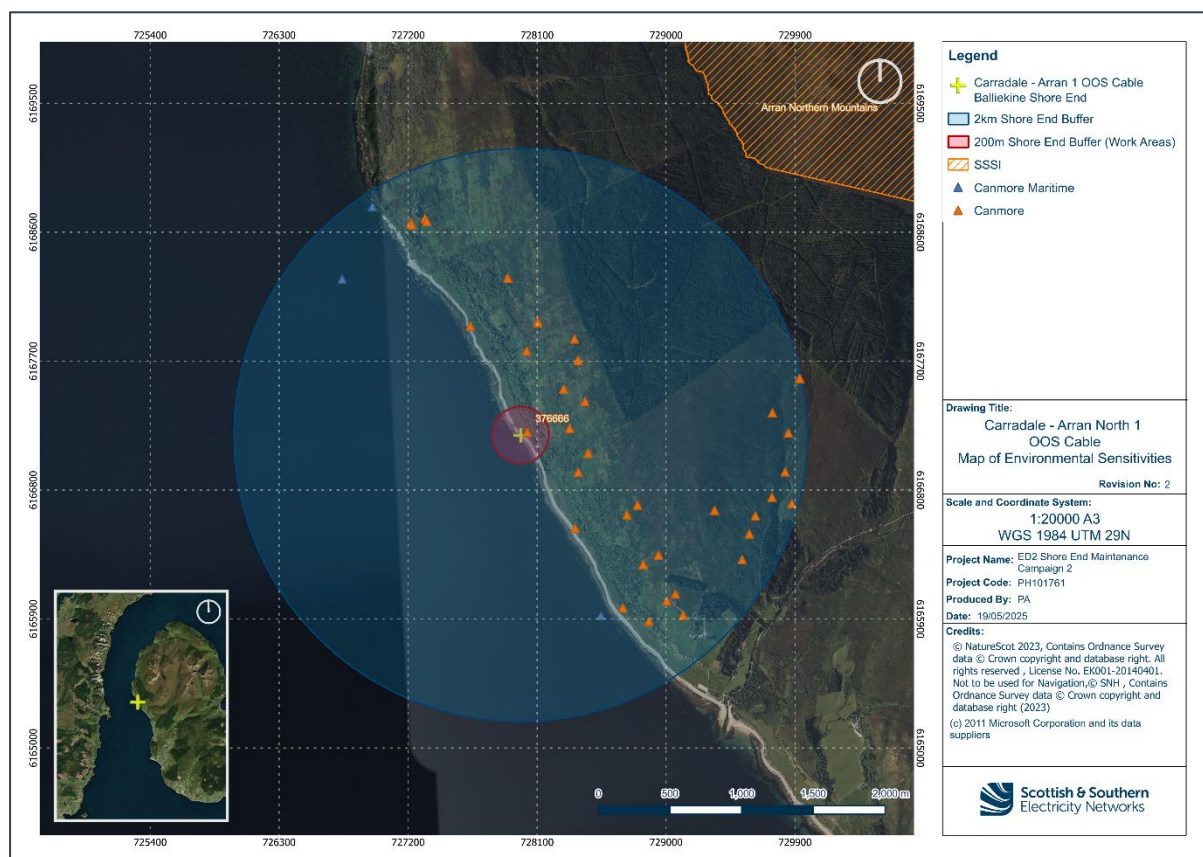 725400 726300 727200 728100 729000 729900
6169500 6169500
Arran Northern Mountains
6168600 6168600
6167700 6167700
376666
6166800 6166800
6165900 6165900
6165000 6165000
0 500 1,000 1,500 2,000 m
725400 726300 727200 728100 729000 729900
Legend
Carradale - Arran 1 OOS Cable
Balliekine Shore End
2km Shore End Buffer
200m Shore End Buffer (Work Areas)
SSSI
Canmore Maritime
Canmore
Drawing Title:
Carradale - Arran North 1
OOS Cable
Map of Environmental Sensitivities
Revision No: 2
Scale and Coordinate System:
1:20000 A3
WGS 1984 UTM 29N
Project Name: ED2 Shore End Maintenance
Campaign 2
Project Code: PH101761
Produced By: PA
Date: 19/05/2025
Credits:
© NatureScot 2023, Contains Ordnance Survey
data © Crown copyright and database right. All
rights reserved , License No. EK001-20140401.
Not to be used for Navigation,© SNH , Contains
Ordnance Survey data © Crown copyright and
database right (2023)
(c) 2011 Microsoft Corporation and its data
suppliers
Scottish & Southern
Electricity Networks